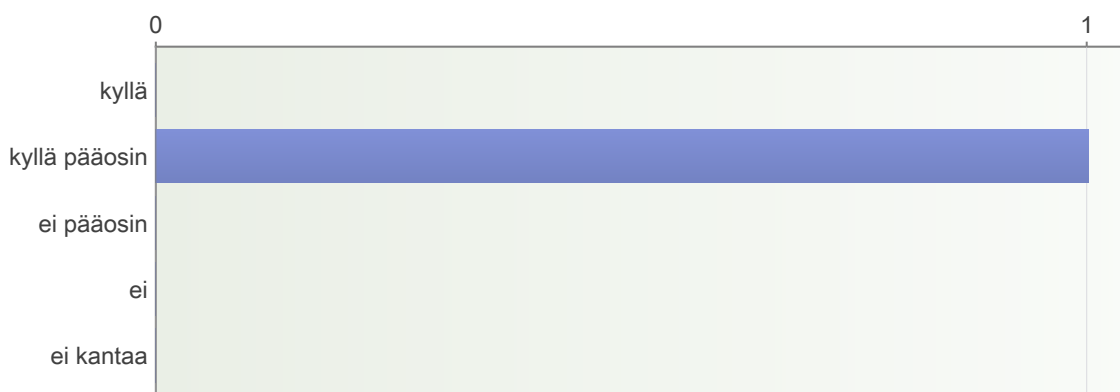 0 1
kyllä
kyllä pääosin
ei pääosin
ei
ei kantaa